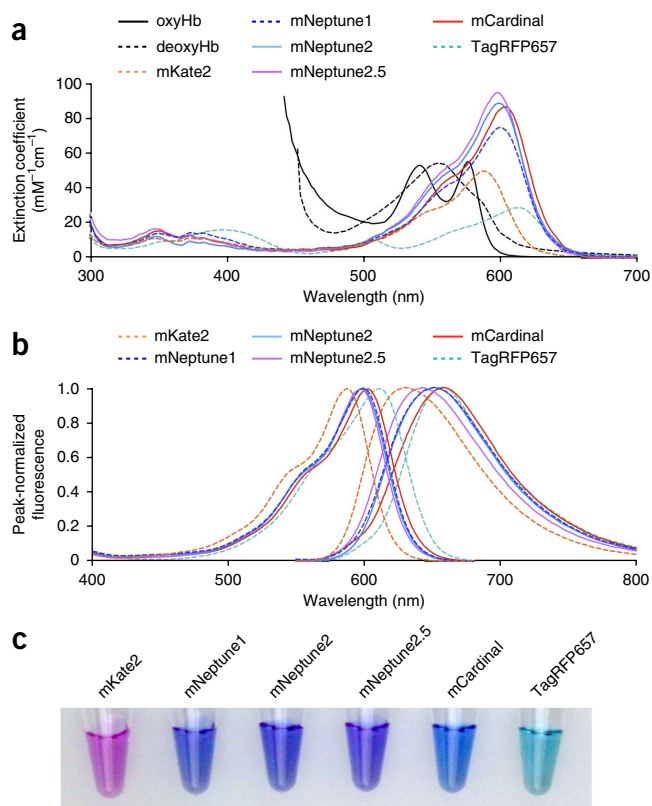 a
oxyHb mNeptune1 mCardinal
deoxyHb mNeptune2 TagRFP657
mKate2 mNeptune2.5
Extinction coefficient
(mM⁻¹cm⁻¹)
100
80
60
40
20
0
300 400 500 600 700
Wavelength (nm)
b
mKate2 mNeptune2 mCardinal
mNeptune1 mNeptune2.5 TagRFP657
Peak-normalized
fluorescence
1.0
0.8
0.6
0.4
0.2
0
400 500 600 700 800
Wavelength (nm)
c
mKate2
mNeptune1
mNeptune2
mNeptune2.5
mCardinal
TagRFP657